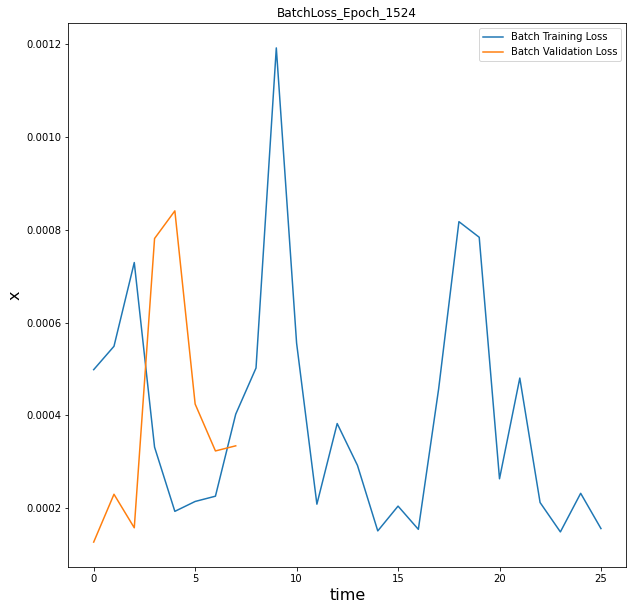 BatchLoss_Epoch_1524
Batch Training Loss
Batch Validation Loss
0.0012
0.0010
0.0008
0.0006
0.0004
0.0002
x
0 5 10 15 20 25
time